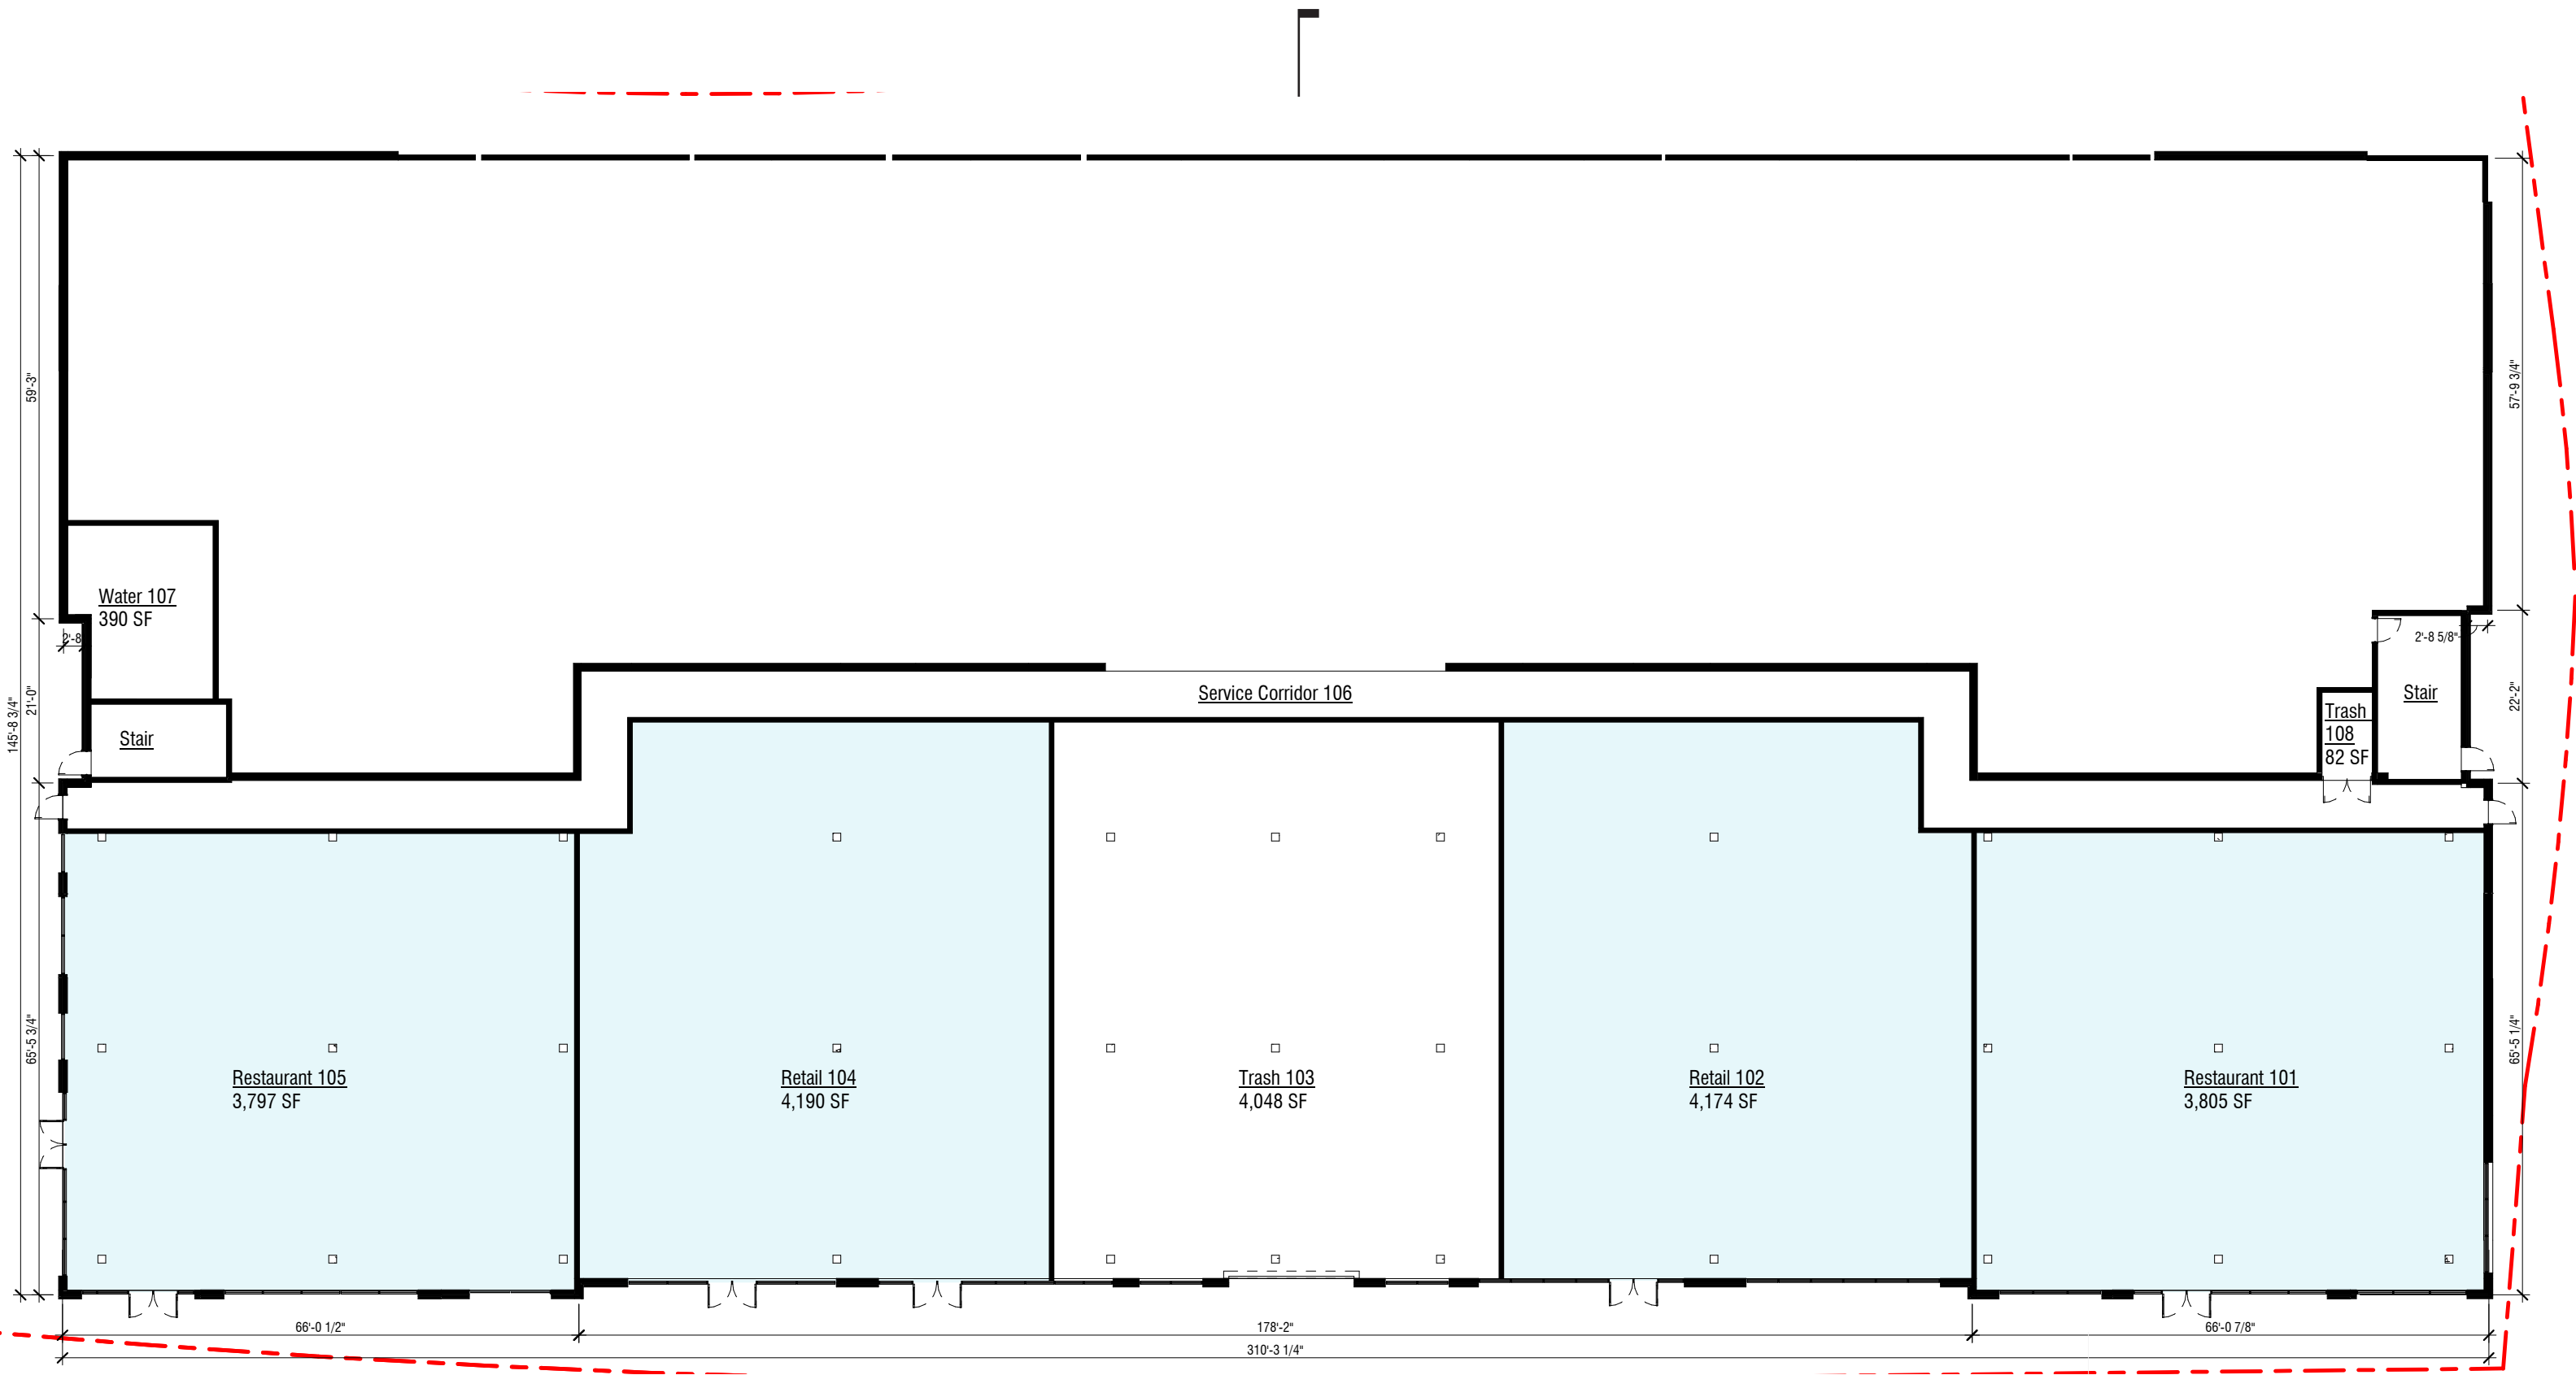 59'-3"
57'-9 3/4"
Water 107
390 SF
2'-8
2'-8 5/8"
145'-8 3/4"
21'-0"
Stair
Service Corridor 106
Trash
108
82 SF
Stair
22'-2"
65'-5 3/4"
Restaurant 105
3,797 SF
Retail 104
4,190 SF
Trash 103
4,048 SF
Retail 102
4,174 SF
Restaurant 101
3,805 SF
65'-5 1/4"
66'-0 1/2"
178'-2"
66'-0 7/8"
310'-3 1/4"